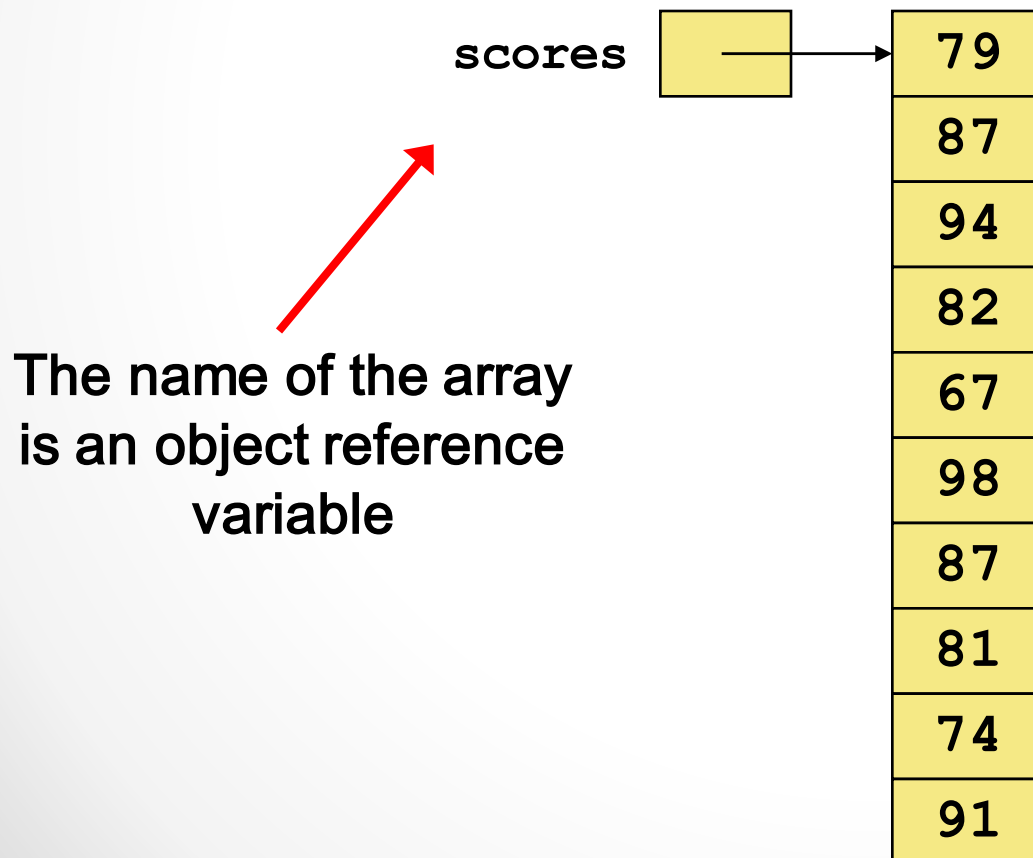 scores
79
87
94
82
67
98
87
81
74
91
The name of the array
is an object reference
variable